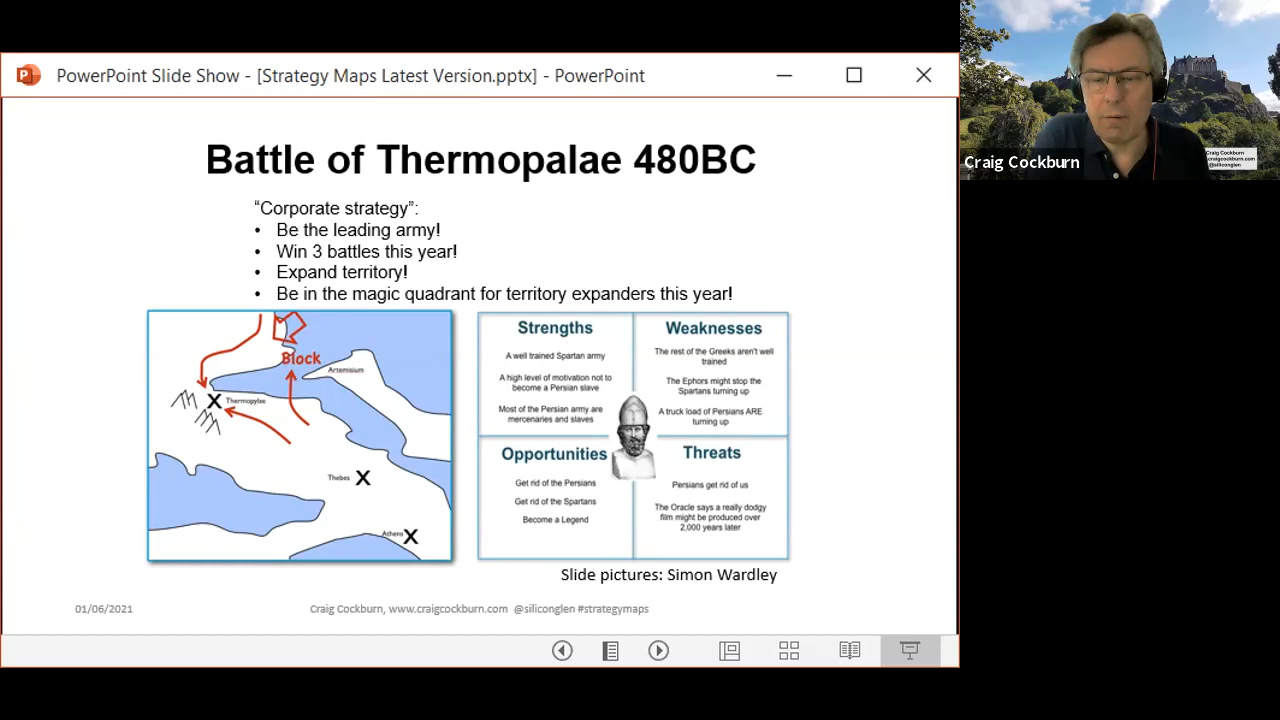 PowerPoint Slide Show - [Strategy Maps Latest Version.pptx] - PowerPoint
Battle of Thermopalae 480BC
“Corporate strategy”:
• Be the leading army!
• Win 3 battles this year!
• Expand territory!
• Be in the magic quadrant for territory expanders this year!
Block
Artemisium
X Thermopylae
Thebes X
Athens X
Strengths
A well trained Spartan army
A high level of motivation not to
become a Persian slave
Most of the Persian army are
mercenaries and slaves
Weaknesses
The rest of the Greeks aren't well
trained
The Ephors might stop the
Spartans turning up
A truck load of Persians ARE
turning up
Opportunities
Get rid of the Persians
Get rid of the Spartans
Become a Legend
Threats
Persians get rid of us
The Oracle says a really dodgy
film might be produced over
2,000 years later
Slide pictures: Simon Wardley
01/06/2021
Craig Cockburn, www.craigcockburn.com @siliconglen #strategymaps
Craig Cockburn
Craig Cockburn
craigcockburn.com
@siliconglen